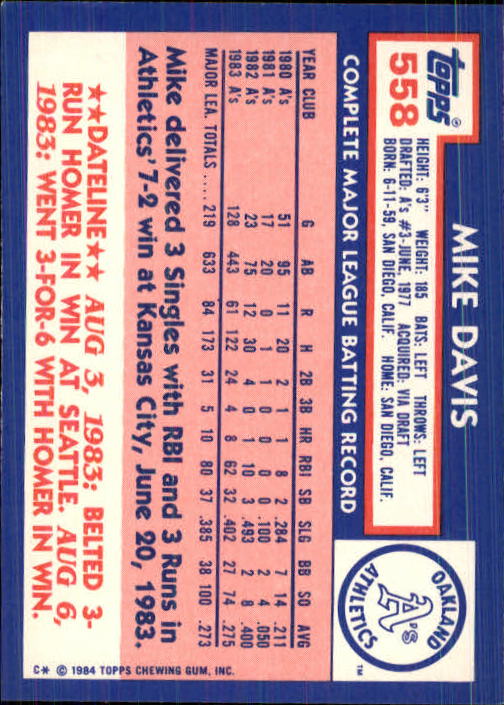 topps®
558
MIKE DAVIS
HEIGHT: 6'3" WEIGHT: 185 BATS: LEFT THROWS: LEFT
DRAFTED: A's #3-JUNE, 1977 ACQUIRED: VIA DRAFT
BORN: 6-11-59, SAN DIEGO, CALIF. HOME: SAN DIEGO, CALIF.
OAKLAND
A's
ATHLETICS
TM
COMPLETE MAJOR LEAGUE BATTING RECORD
YEAR CLUB G AB R H 2B 3B HR RBI SB SLG BB SO AVG
1980 A's 51 95 11 20 2 1 1 8 2 .284 7 14 .211
1981 A's 17 20 0 1 1 0 0 0 0 .100 2 4 .050
1982 A's 23 75 12 30 4 0 1 10 3 .493 2 8 .400
1983 A's 128 443 61 122 24 4 8 62 32 .402 27 74 .275
MAJOR LEA. TOTALS ..... 219 633 84 173 31 5 10 80 37 .385 38 100 .273
Mike delivered 3 Singles with RBI and 3 Runs in
Athletics' 7-2 win at Kansas City, June 20, 1983.
★★DATELINE★★ AUG 3, 1983: BELTED 3-
RUN HOMER IN WIN AT SEATTLE. AUG 6,
1983: WENT 3-FOR-6 WITH HOMER IN WIN.
C* © 1984 TOPPS CHEWING GUM, INC.